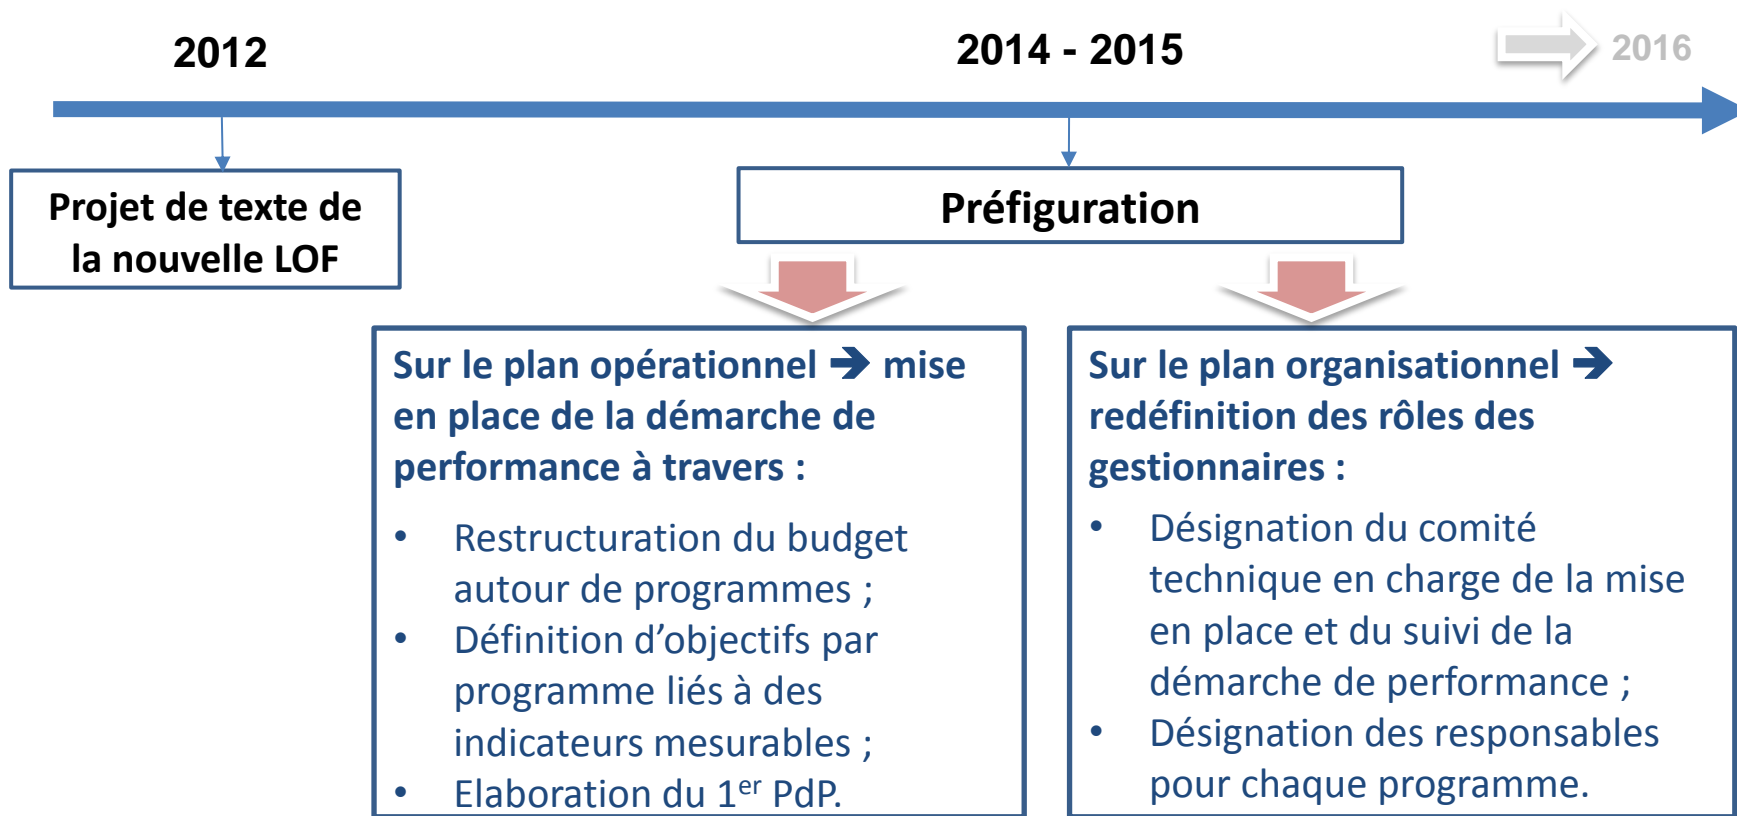 2012
2014 - 2015
2016
Projet de texte de
la nouvelle LOF
Préfiguration
Sur le plan opérationnel ➔ mise
en place de la démarche de
performance à travers :
• Restructuration du budget
autour de programmes ;
• Définition d’objectifs par
programme liés à des
indicateurs mesurables ;
• Elaboration du 1er PdP.
Sur le plan organisationnel ➔
redéfinition des rôles des
gestionnaires :
• Désignation du comité
technique en charge de la mise
en place et du suivi de la
démarche de performance ;
• Désignation des responsables
pour chaque programme.